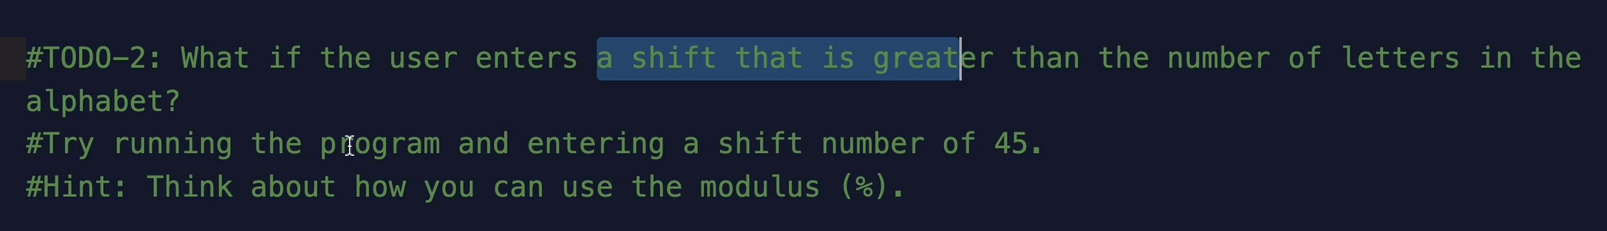 #TODO-2: What if the user enters a shift that is greater than the number of letters in the
alphabet?
#Try running the program and entering a shift number of 45.
#Hint: Think about how you can use the modulus (%).